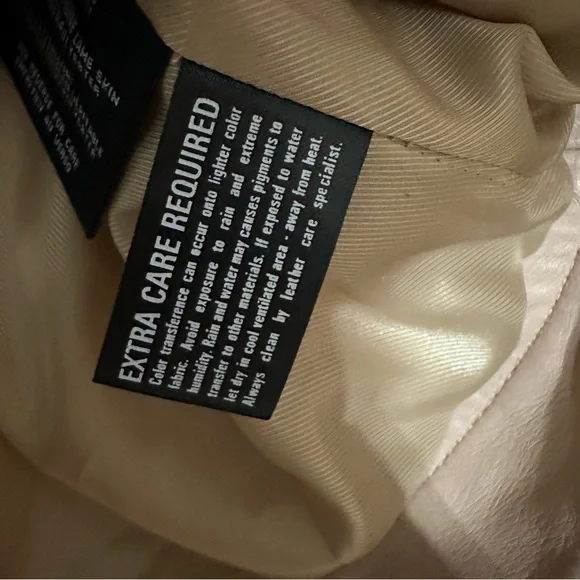 LAMB SKIN
EXTRA CARE REQUIRED
Color transference can occur onto lighter color
fabric. Avoid exposure to rain and extreme
humidity. Rain and water may causes pigments to
transfer to other materials. If exposed to water
let dry in cool ventilated area - away from heat.
Always clean by leather care specialist.